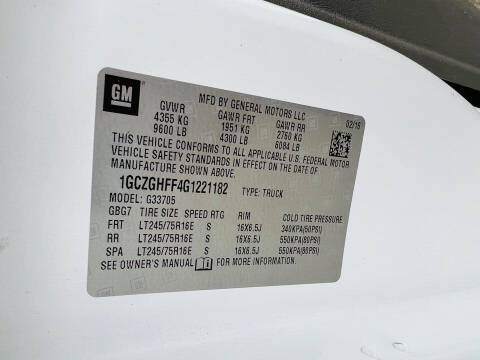 GM
MFD BY GENERAL MOTORS LLC 02/16
GVWR GAWR FRT GAWR RR
4355 KG 1951 KG 2760 KG
9600 LB 4300 LB 6084 LB
THIS VEHICLE CONFORMS TO ALL APPLICABLE U.S. FEDERAL MOTOR
VEHICLE SAFETY STANDARDS IN EFFECT ON THE DATE OF
MANUFACTURE SHOWN ABOVE.
1GCZGHFF4G1221182 TYPE: TRUCK
MODEL: G33705
GBG7 TIRE SIZE SPEED RTG RIM COLD TIRE PRESSURE
FRT LT245/75R16E S 16X6.5J 340KPA(50PSI)
RR LT245/75R16E S 16X6.5J 550KPA(80PSI)
SPA LT245/75R16E S 16X6.5J 550KPA(80PSI)
SEE OWNER'S MANUAL FOR MORE INFORMATION.